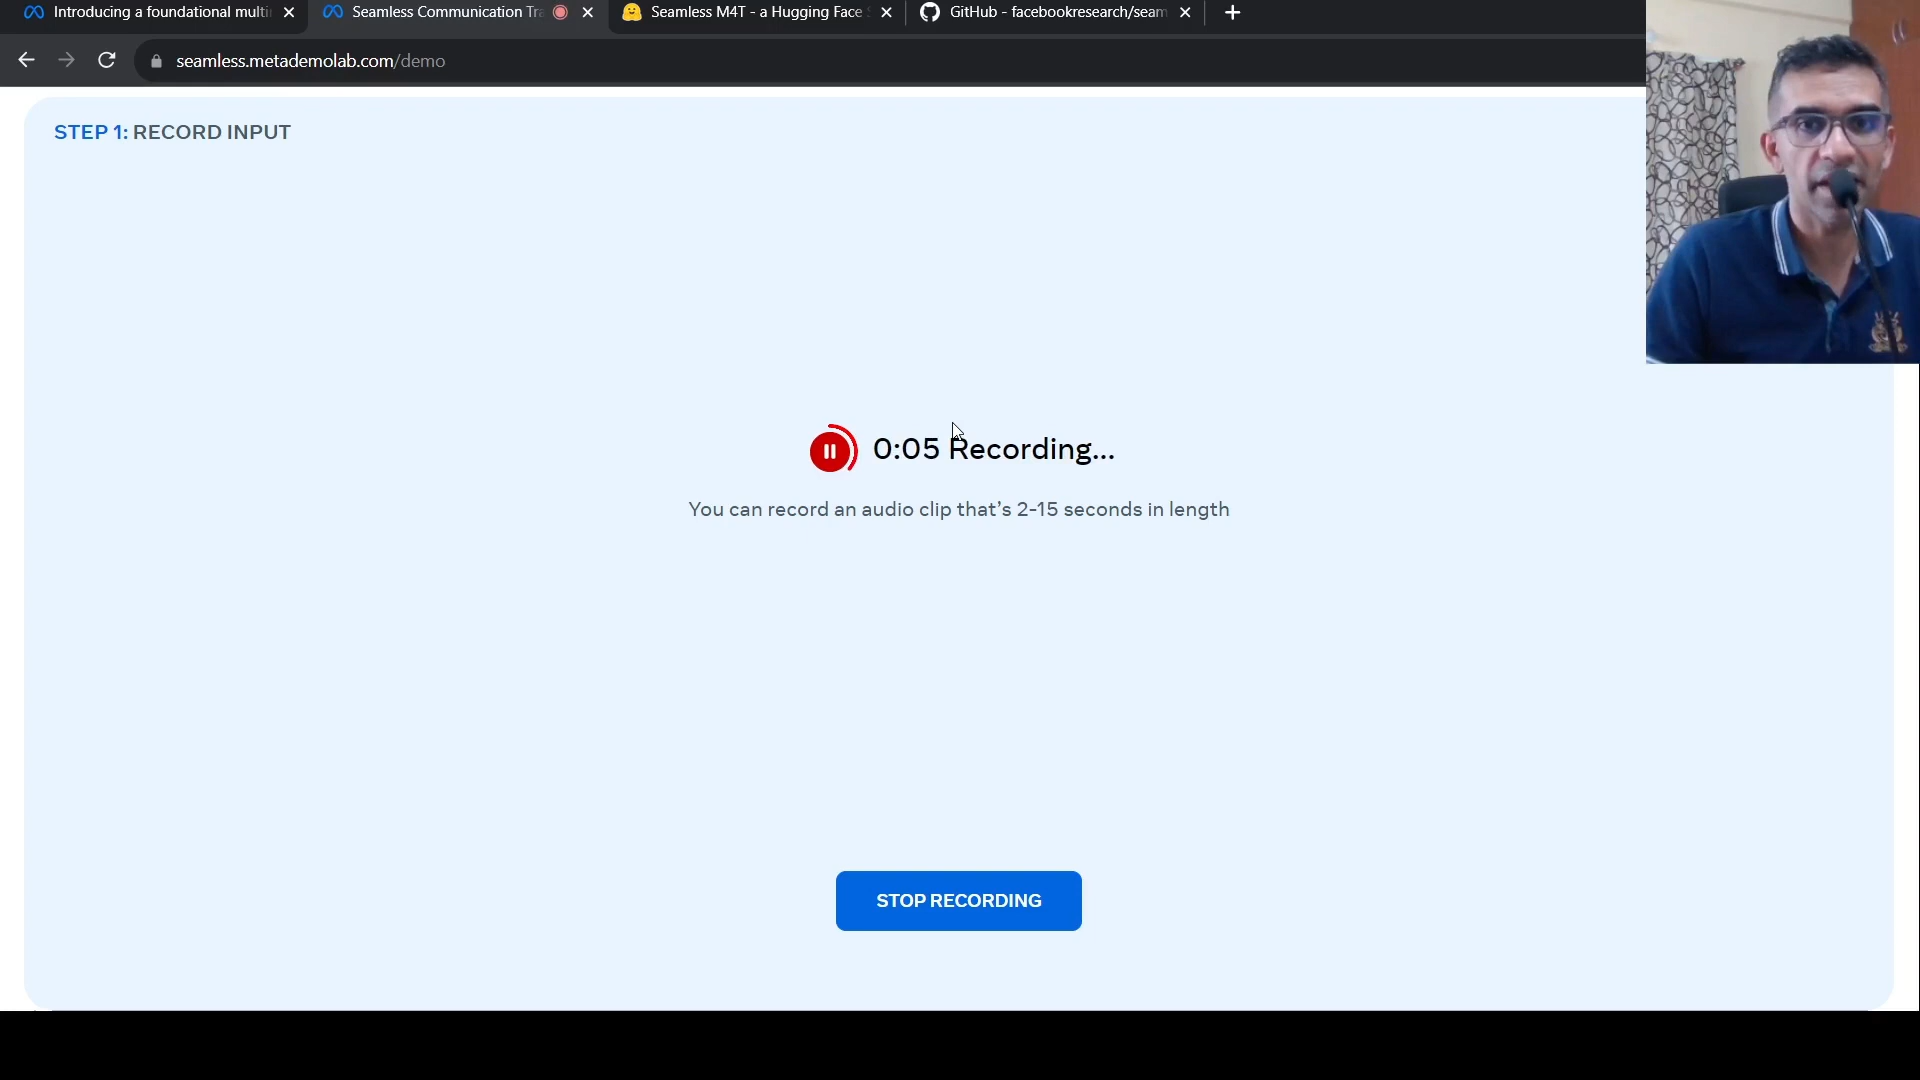 Introducing a foundational multi
Seamless Communication Tra
Seamless M4T - a Hugging Face S
GitHub - facebookresearch/seam
seamless.metademolab.com/demo
STEP 1: RECORD INPUT
0:05 Recording...
You can record an audio clip that’s 2-15 seconds in length
STOP RECORDING